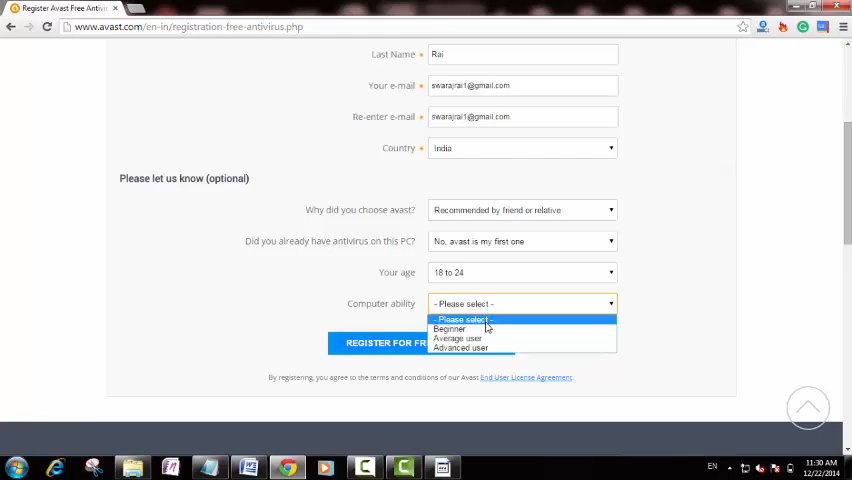 Register Avast Free Antivir
www.avast.com/en-in/registration-free-antivirus.php
Last Name Rai
Your e-mail swarajrai1@gmail.com
Re-enter e-mail swarajrai1@gmail.com
Country India
Please let us know (optional)
Why did you choose avast? Recommended by friend or relative
Did you already have antivirus on this PC? No, avast is my first one
Your age 18 to 24
Computer ability - Please select -
- Please select -
Beginner
Average user
Advanced user
REGISTER FOR FR
By registering, you agree to the terms and conditions of our Avast End User License Agreement.
EN
11:30 AM
12/22/2014